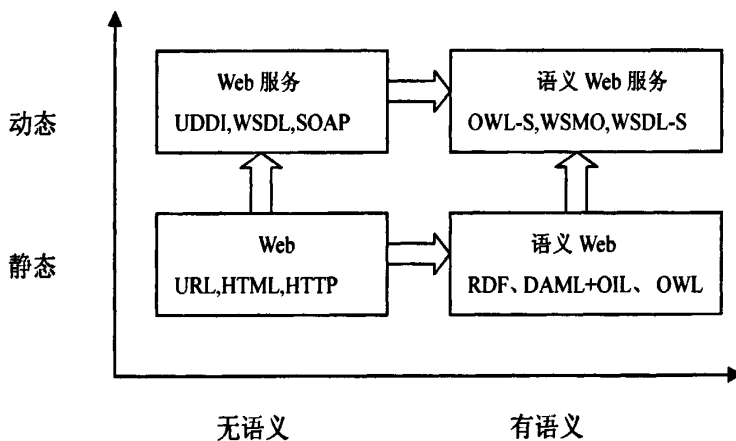 Web 服务
语义 Web 服务
动态
UDDI,WSDL,SOAP
OWL-S,WSMO,WSDL-S
Web
语义 Web
静态
URL,HTML,HTTP
RDF、DAML+OIL、 OWL
无语义
有语义